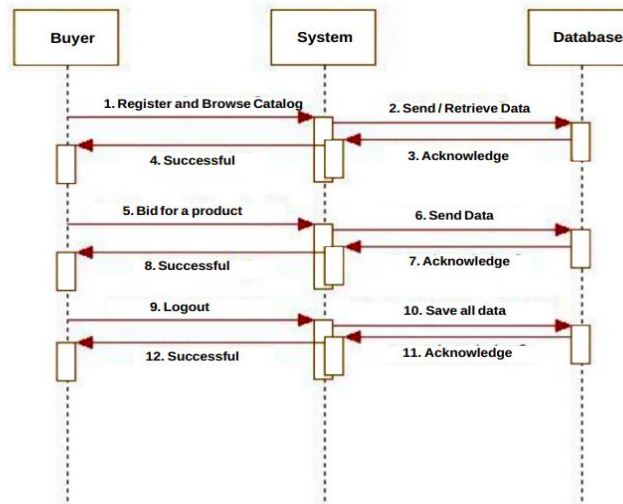 Buyer
System
Database
1. Register and Browse Catalog
2. Send / Retrieve Data
3. Acknowledge
4. Successful
5. Bid for a product
6. Send Data
7. Acknowledge
8. Successful
9. Logout
10. Save all data
11. Acknowledge
12. Successful